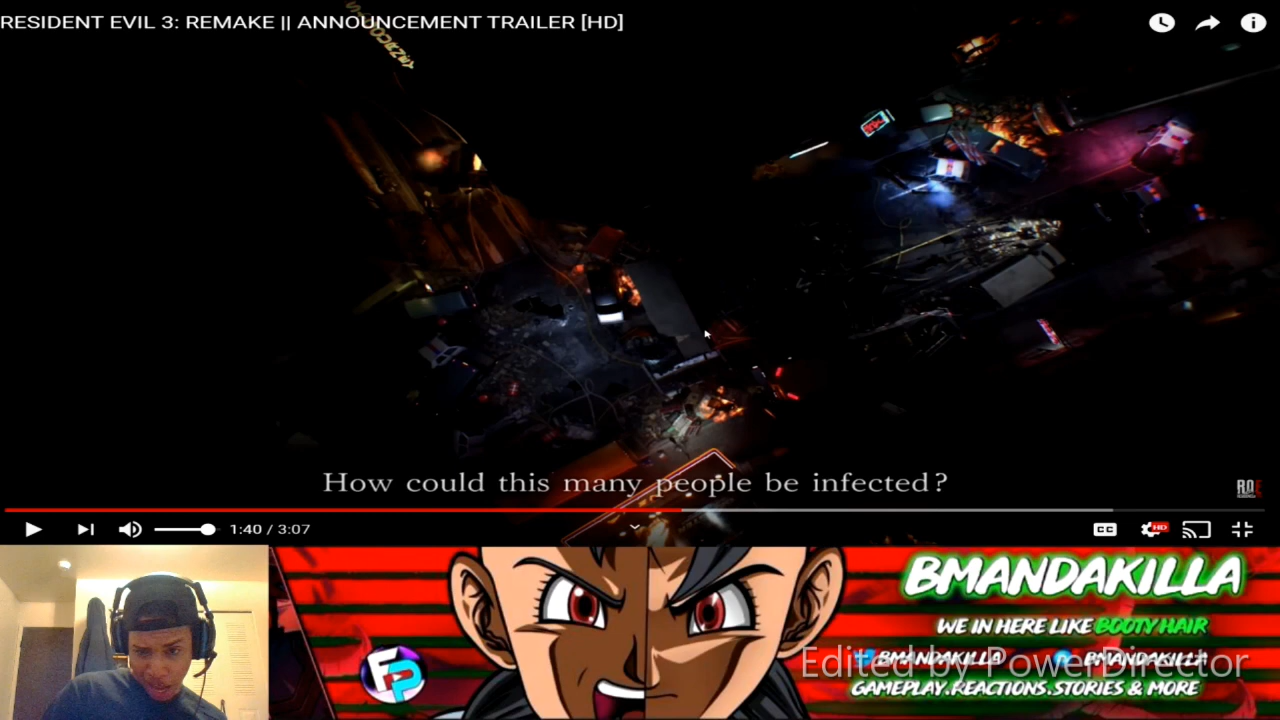 RESIDENT EVIL 3: REMAKE || ANNOUNCEMENT TRAILER [HD]
How could this many people be infected?
1:40 / 3:07
CC
HD
BMANDAKILLA
WE IN HERE LIKE BOOTY HAIR
BMANDAKILLA BMANDAKILLA
Edited by PowerDirector
GAMEPLAY.REACTIONS.STORIES & MORE
FP